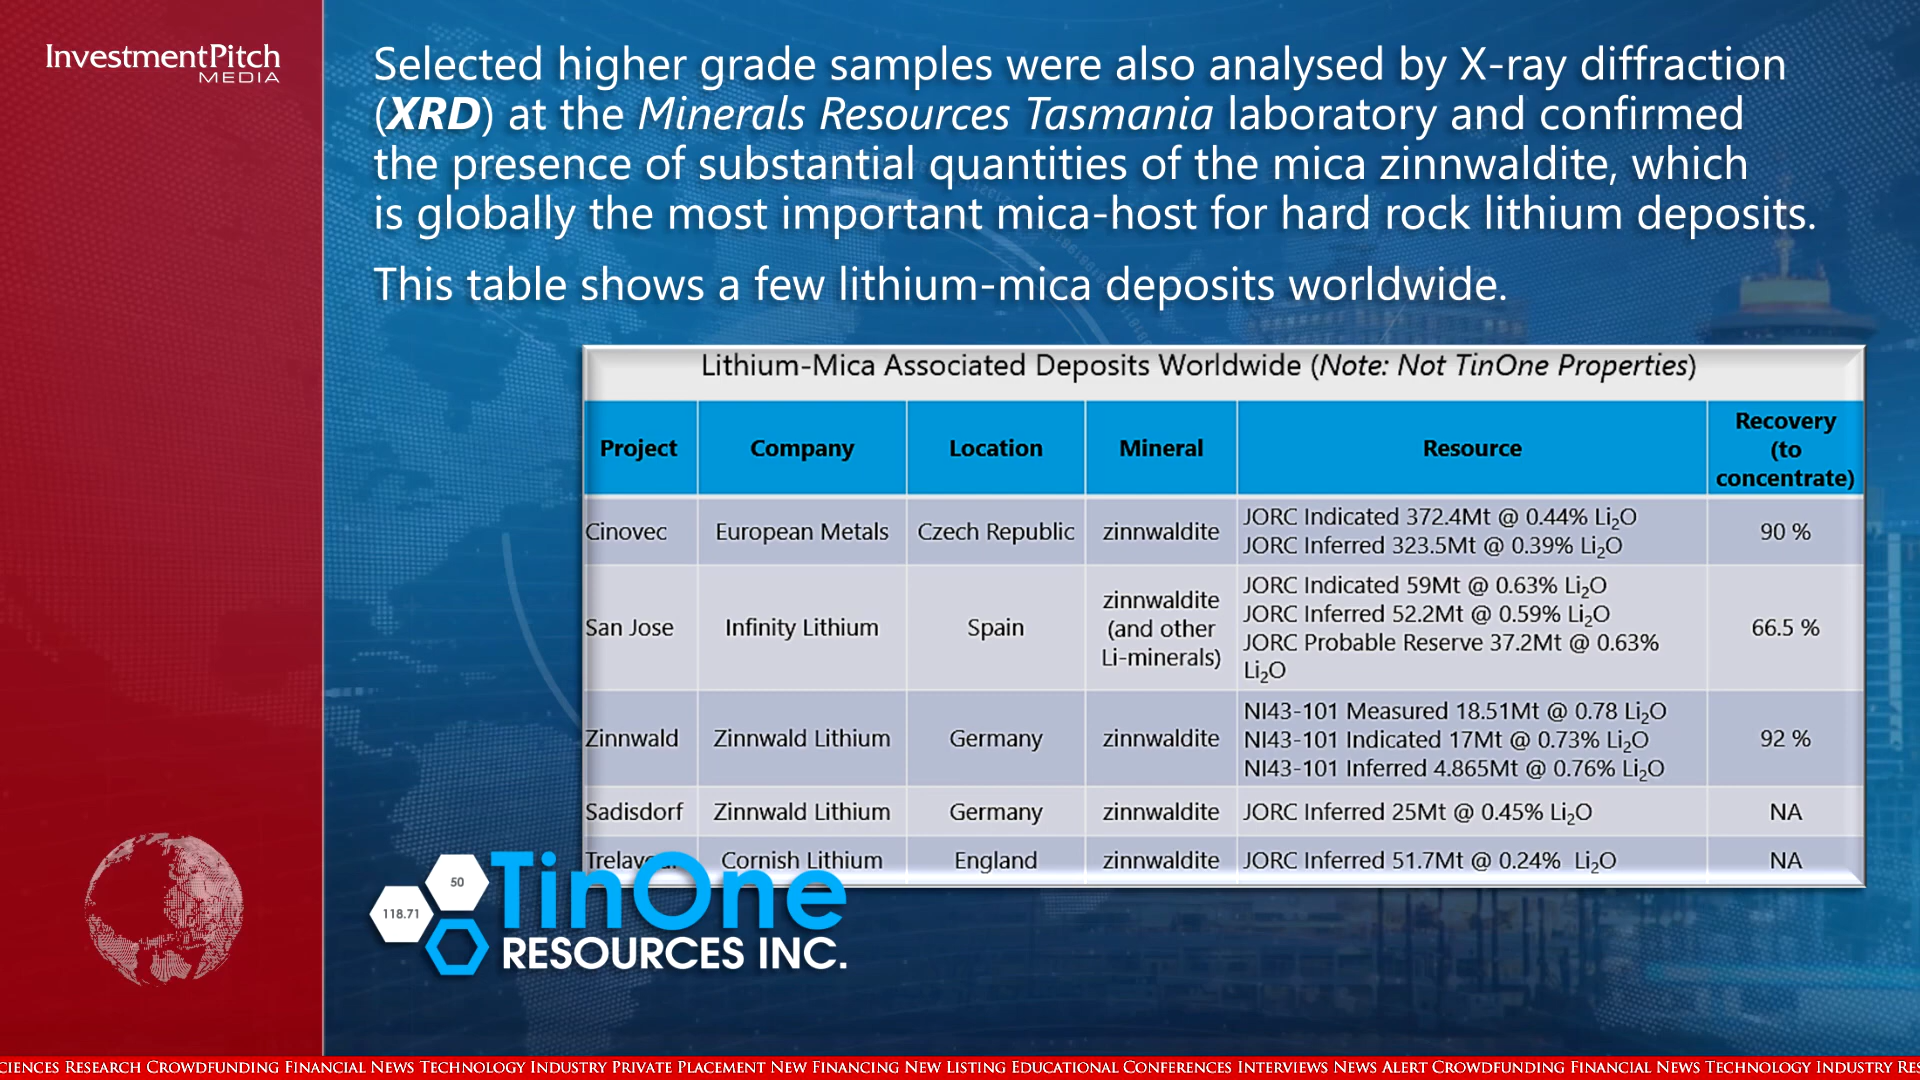 InvestmentPitch
MEDIA
Selected higher grade samples were also analysed by X-ray diffraction
(XRD) at the Minerals Resources Tasmania laboratory and confirmed
the presence of substantial quantities of the mica zinnwaldite, which
is globally the most important mica-host for hard rock lithium deposits.
This table shows a few lithium-mica deposits worldwide.
Lithium-Mica Associated Deposits Worldwide (Note: Not TinOne Properties)
Project Company Location Mineral Resource Recovery (to concentrate)
Cinovec European Metals Czech Republic zinnwaldite JORC Indicated 372.4Mt @ 0.44% Li₂O
JORC Inferred 323.5Mt @ 0.39% Li₂O 90 %
San Jose Infinity Lithium Spain zinnwaldite (and other Li-minerals) JORC Indicated 59Mt @ 0.63% Li₂O
JORC Inferred 52.2Mt @ 0.59% Li₂O
JORC Probable Reserve 37.2Mt @ 0.63%
Li₂O 66.5 %
Zinnwald Zinnwald Lithium Germany zinnwaldite NI43-101 Measured 18.51Mt @ 0.78 Li₂O
NI43-101 Indicated 17Mt @ 0.73% Li₂O
NI43-101 Inferred 4.865Mt @ 0.76% Li₂O 92 %
Sadisdorf Zinnwald Lithium Germany zinnwaldite JORC Inferred 25Mt @ 0.45% Li₂O NA
Cornish Lithium England zinnwaldite JORC Inferred 51.7Mt @ 0.24% Li₂O NA
50
118.71
TinOne
RESOURCES INC.
CIENCES RESEARCH CROWDFUNDING FINANCIAL NEWS TECHNOLOGY INDUSTRY PRIVATE PLACEMENT NEW FINANCING NEW LISTING EDUCATIONAL CONFERENCES INTERVIEWS NEWS ALERT CROWDFUNDING FINANCIAL NEWS TECHNOLOGY INDUSTRY RES